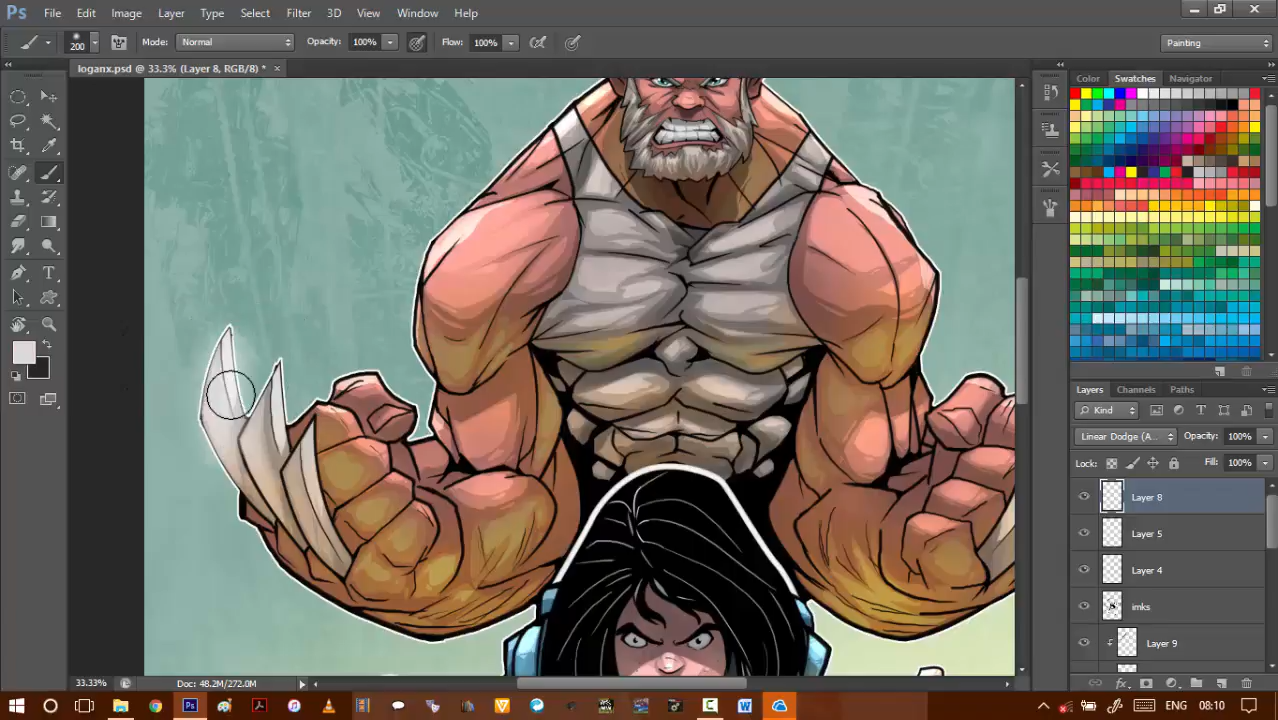 Ps File Edit Image Layer Type Select Filter 3D View Window Help
200 Mode: Normal Opacity: 100% Flow: 100% Painting
loganx.psd @ 33.3% (Layer 8, RGB/8) * ×
Color Swatches Navigator
Layers Channels Paths
Kind
Linear Dodge (A... Opacity: 100%
Lock: Fill: 100%
Layer 8
Layer 5
Layer 4
imks
Layer 9
33.33% Doc: 48.2M/272.0M
ENG 08:10